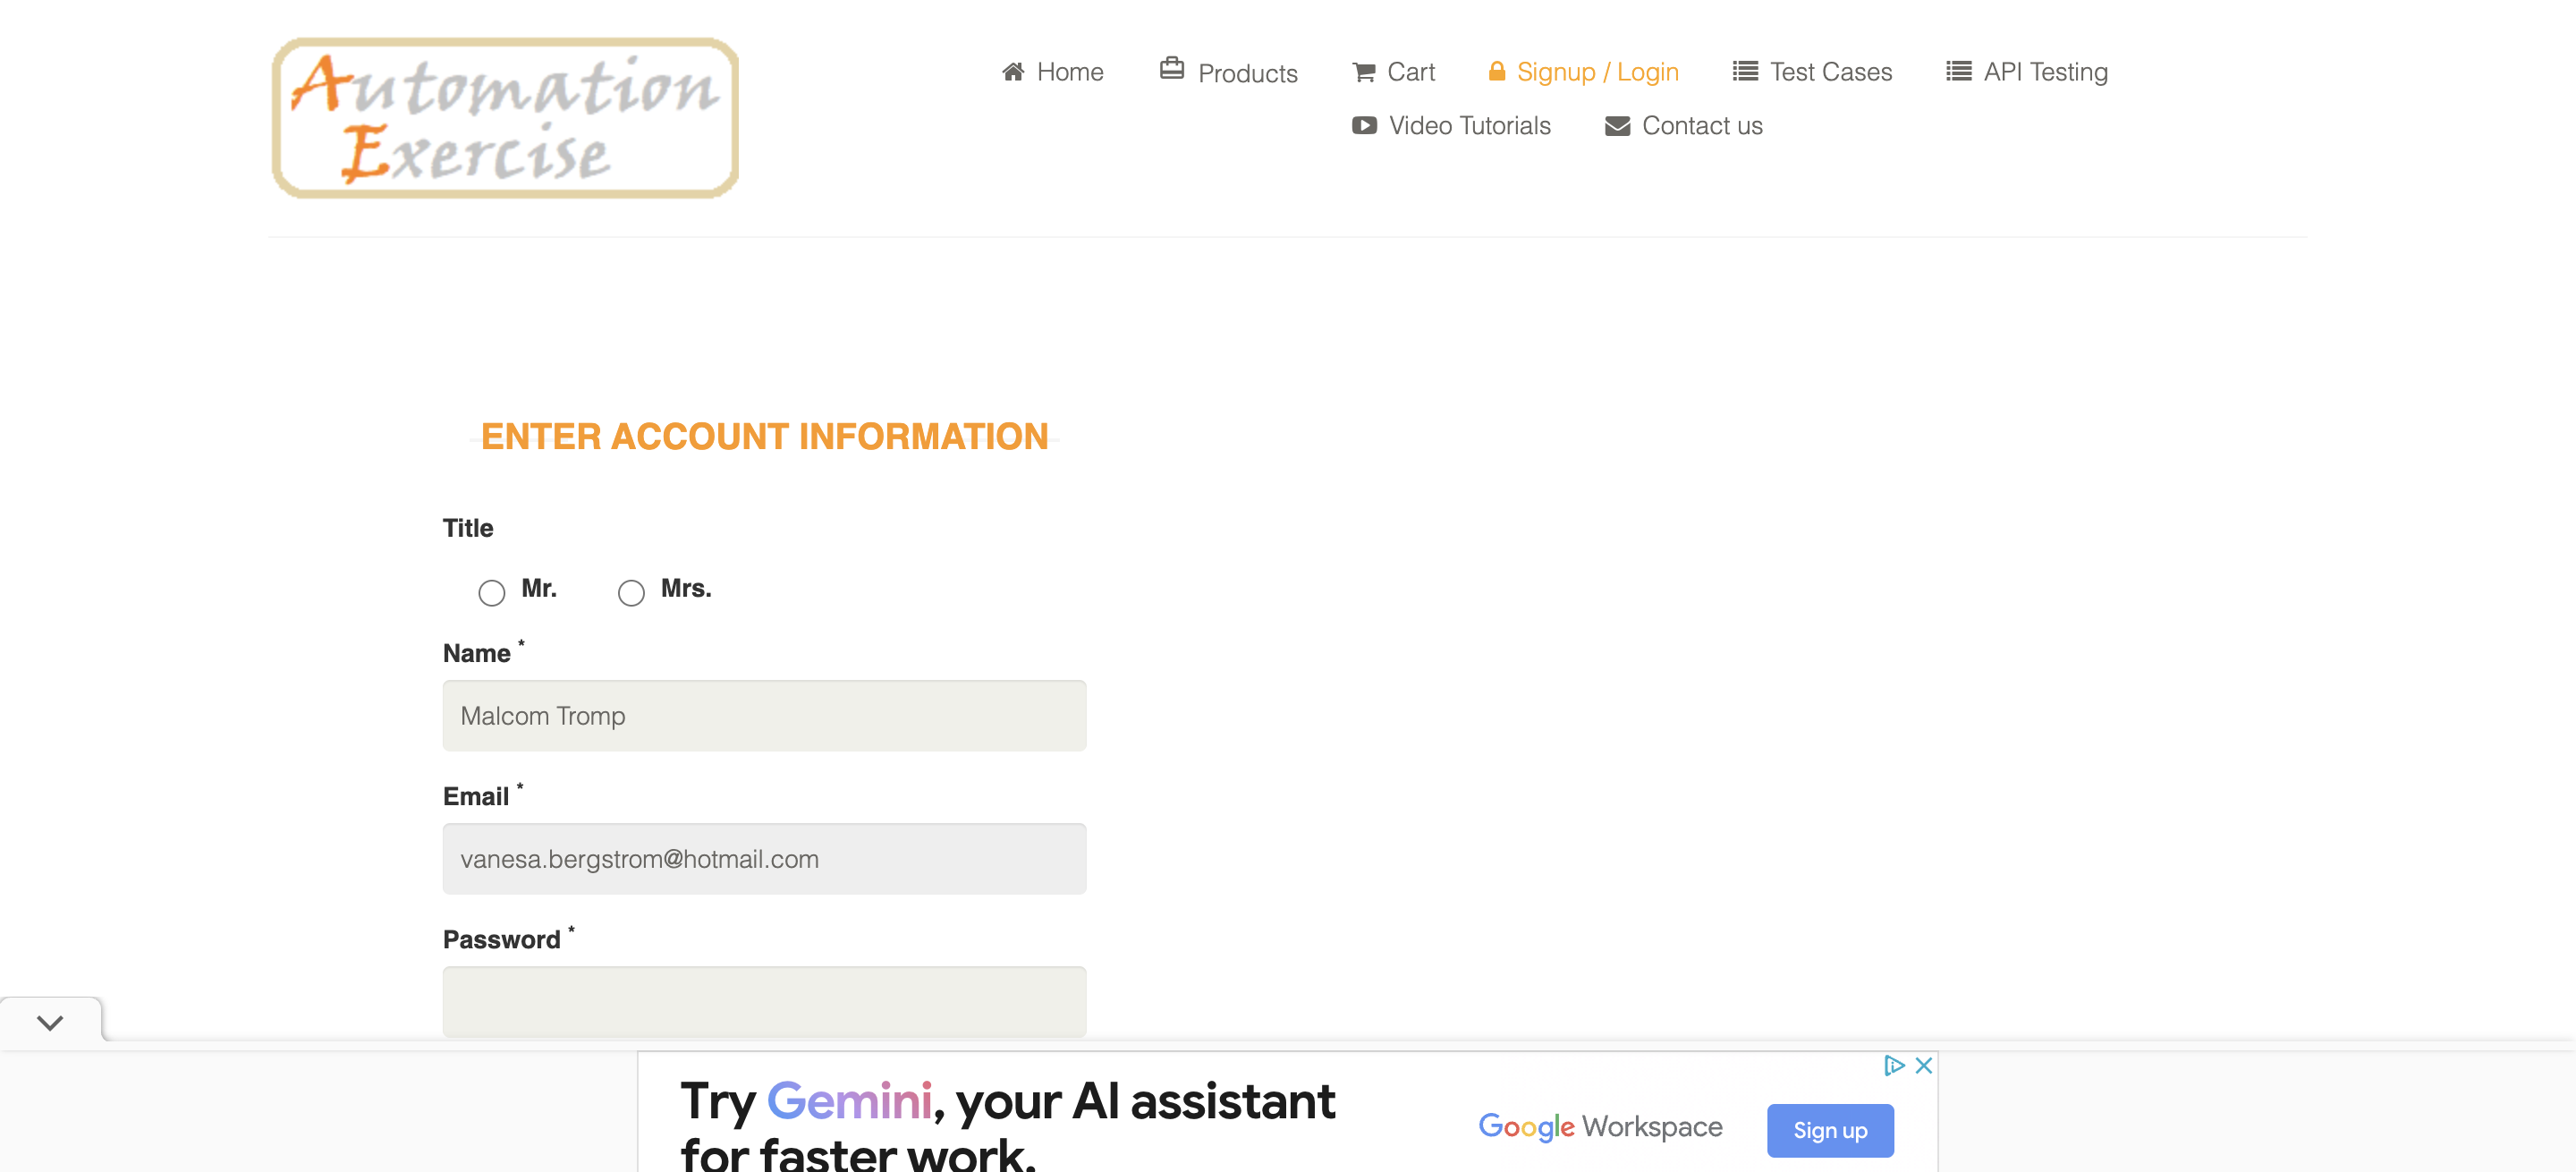 Automation
Exercise
Home Products Cart Signup / Login Test Cases API Testing
Video Tutorials Contact us
ENTER ACCOUNT INFORMATION
Title
Mr. Mrs.
Name *
Malcom Tromp
Email *
vanesa.bergstrom@hotmail.com
Password *
Try Gemini, your AI assistant
for faster work.
Google Workspace
Sign up